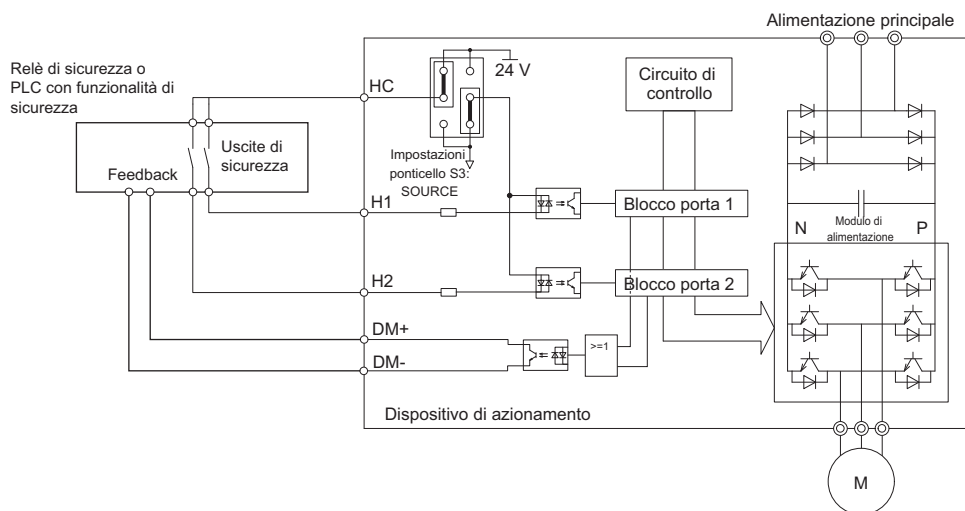 Alimentazione principale
Relè di sicurezza o
PLC con funzionalità di
sicurezza
HC
24 V
Circuito di
controllo
Uscite di
sicurezza
Feedback
Impostazioni
ponticello S3:
SOURCE
H1
Blocco porta 1
N
Modulo di
alimentazione
P
H2
Blocco porta 2
DM+
>=1
DM-
Dispositivo di azionamento
M